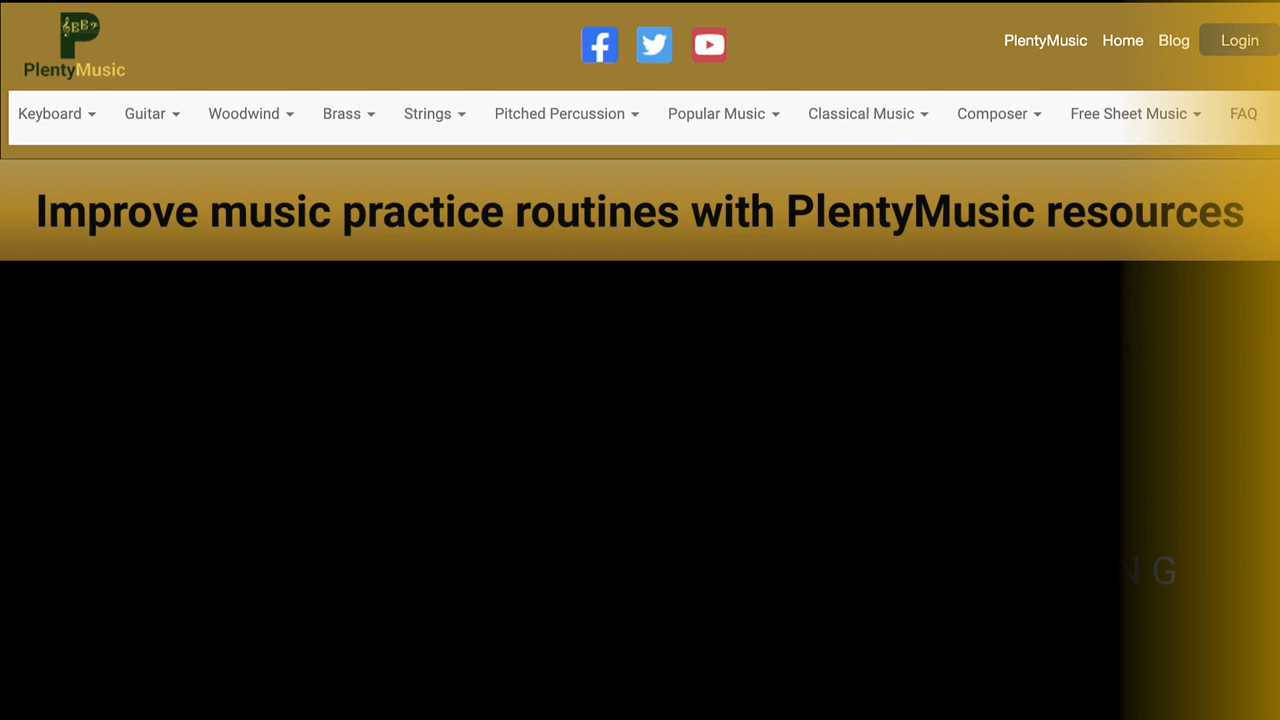 PlentyMusic
PlentyMusic Home Blog Login
Keyboard Guitar Woodwind Brass Strings Pitched Percussion Popular Music Classical Music Composer Free Sheet Music FAQ
Improve music practice routines with PlentyMusic resources
NG